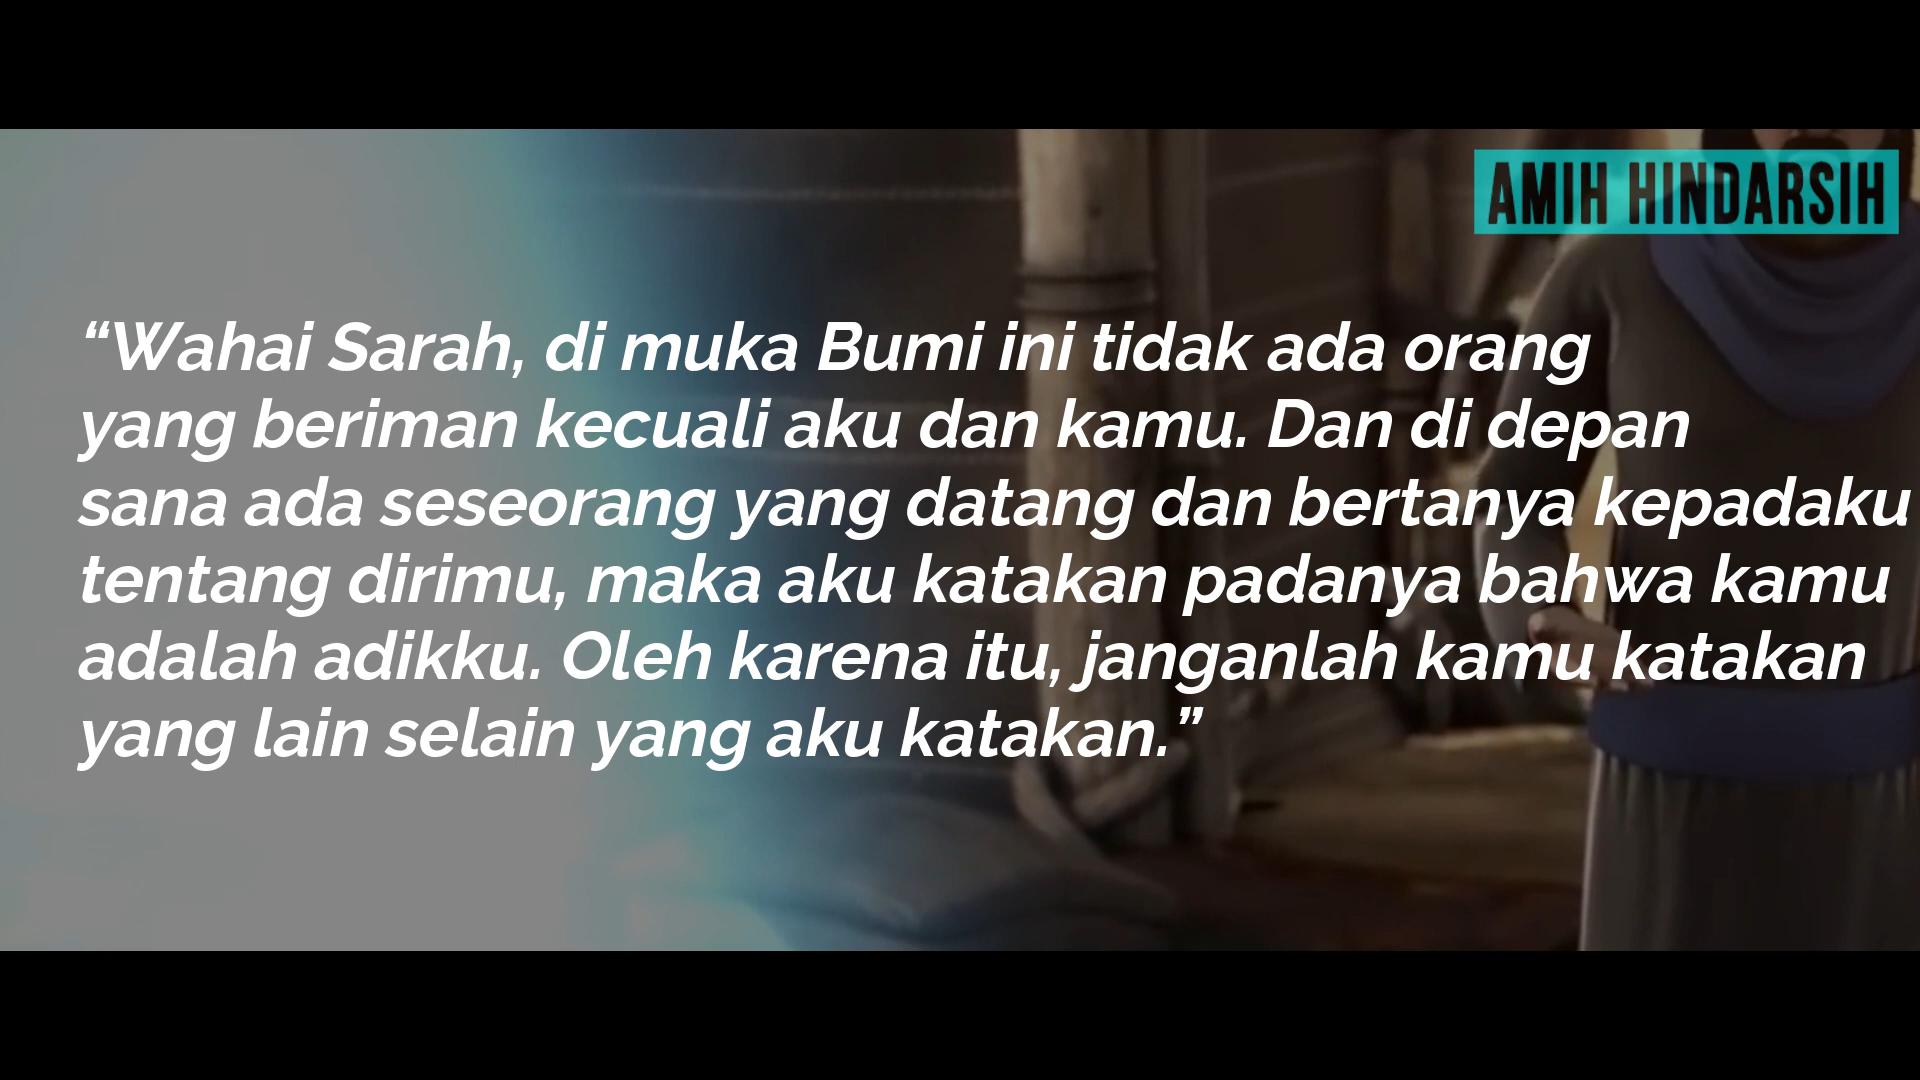 AMIH HINDARSIH
“Wahai Sarah, di muka Bumi ini tidak ada orang
yang beriman kecuali aku dan kamu. Dan di depan
sana ada seseorang yang datang dan bertanya kepadaku
tentang dirimu, maka aku katakan padanya bahwa kamu
adalah adikku. Oleh karena itu, janganlah kamu katakan
yang lain selain yang aku katakan.”